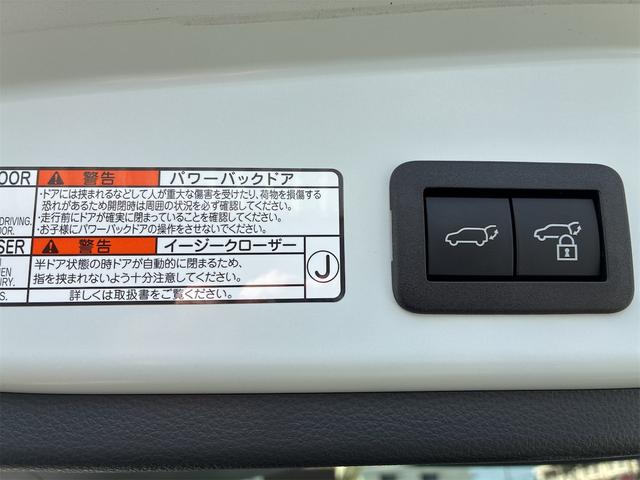 OOR ⚠ 警告 パワーバックドア
DRIVING.
OOR.
・ドアには挟まれるなどして人が重大な傷害を受けたり、荷物を損傷する
恐れがあるため開閉時は周囲の状況を必ず確認してください。
・走行前にドアが確実に閉まっていることを確認してください。
・お子様にパワーバックドアの操作をさせないでください。
SER ⚠ 警告 イージークローザー
EN
URY.
S.
半ドア状態の時ドアが自動的に閉まるため、
指を挟まれないよう十分注意してください。
J
詳しくは取扱書をご覧ください。